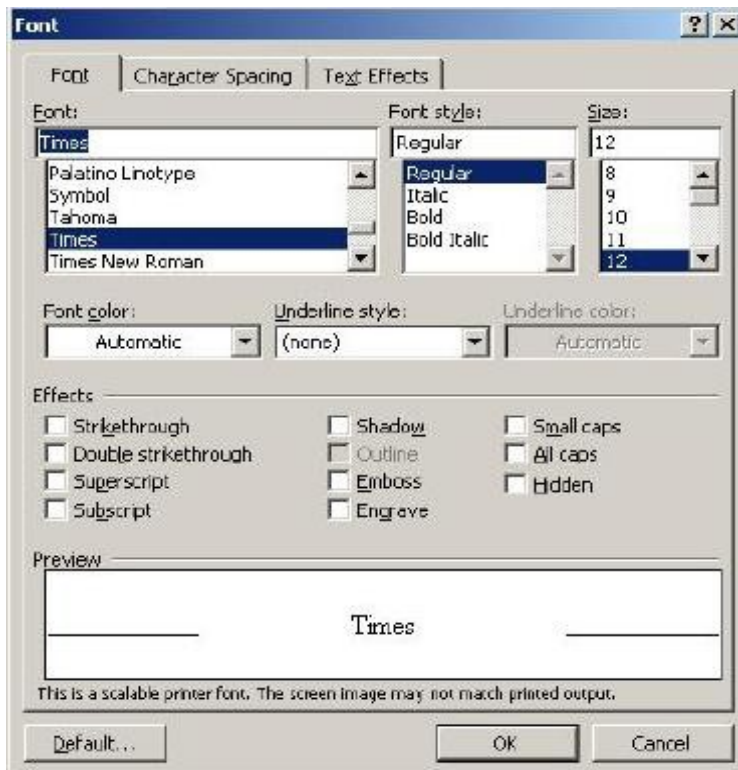 Font
Font Character Spacing Text Effects
Font: Font style: Size:
Times Regular 12
Palatino Linotype Regular 8
Symbol Italic 9
Tahoma Bold 10
Times Bold Italic 11
Times New Roman 12
Font color: Underline style: Underline color:
Automatic (none) Automatic
Effects
Strikethrough Shadow Small caps
Double strikethrough Outline All caps
Superscript Emboss Hidden
Subscript Engrave
Preview
Times
This is a scalable printer font. The screen image may not match printed output.
Default... OK Cancel